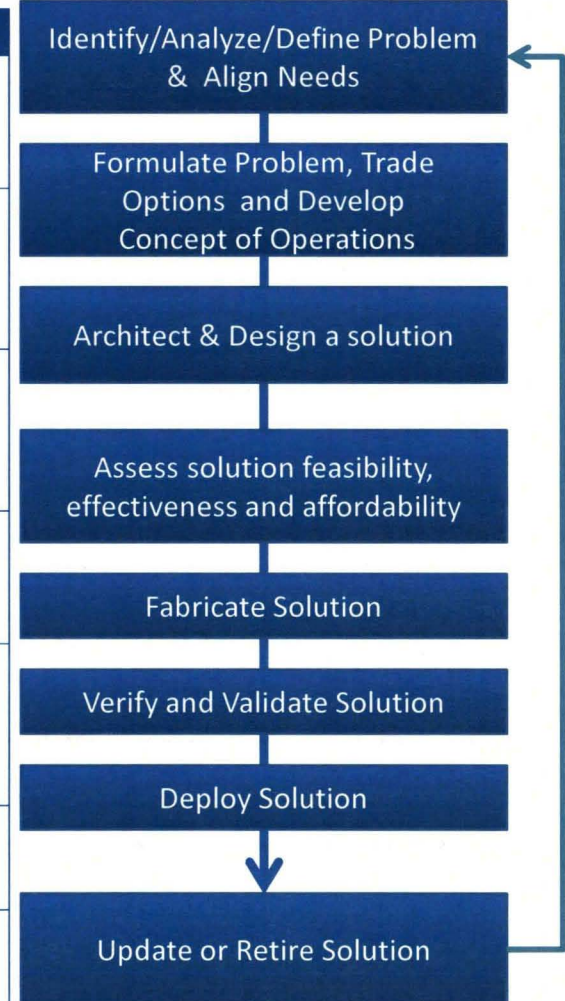 Identify/Analyze/Define Problem
& Align Needs
Formulate Problem, Trade
Options and Develop
Concept of Operations
Architect & Design a solution
Assess solution feasibility,
effectiveness and affordability
Fabricate Solution
Verify and Validate Solution
Deploy Solution
Update or Retire Solution